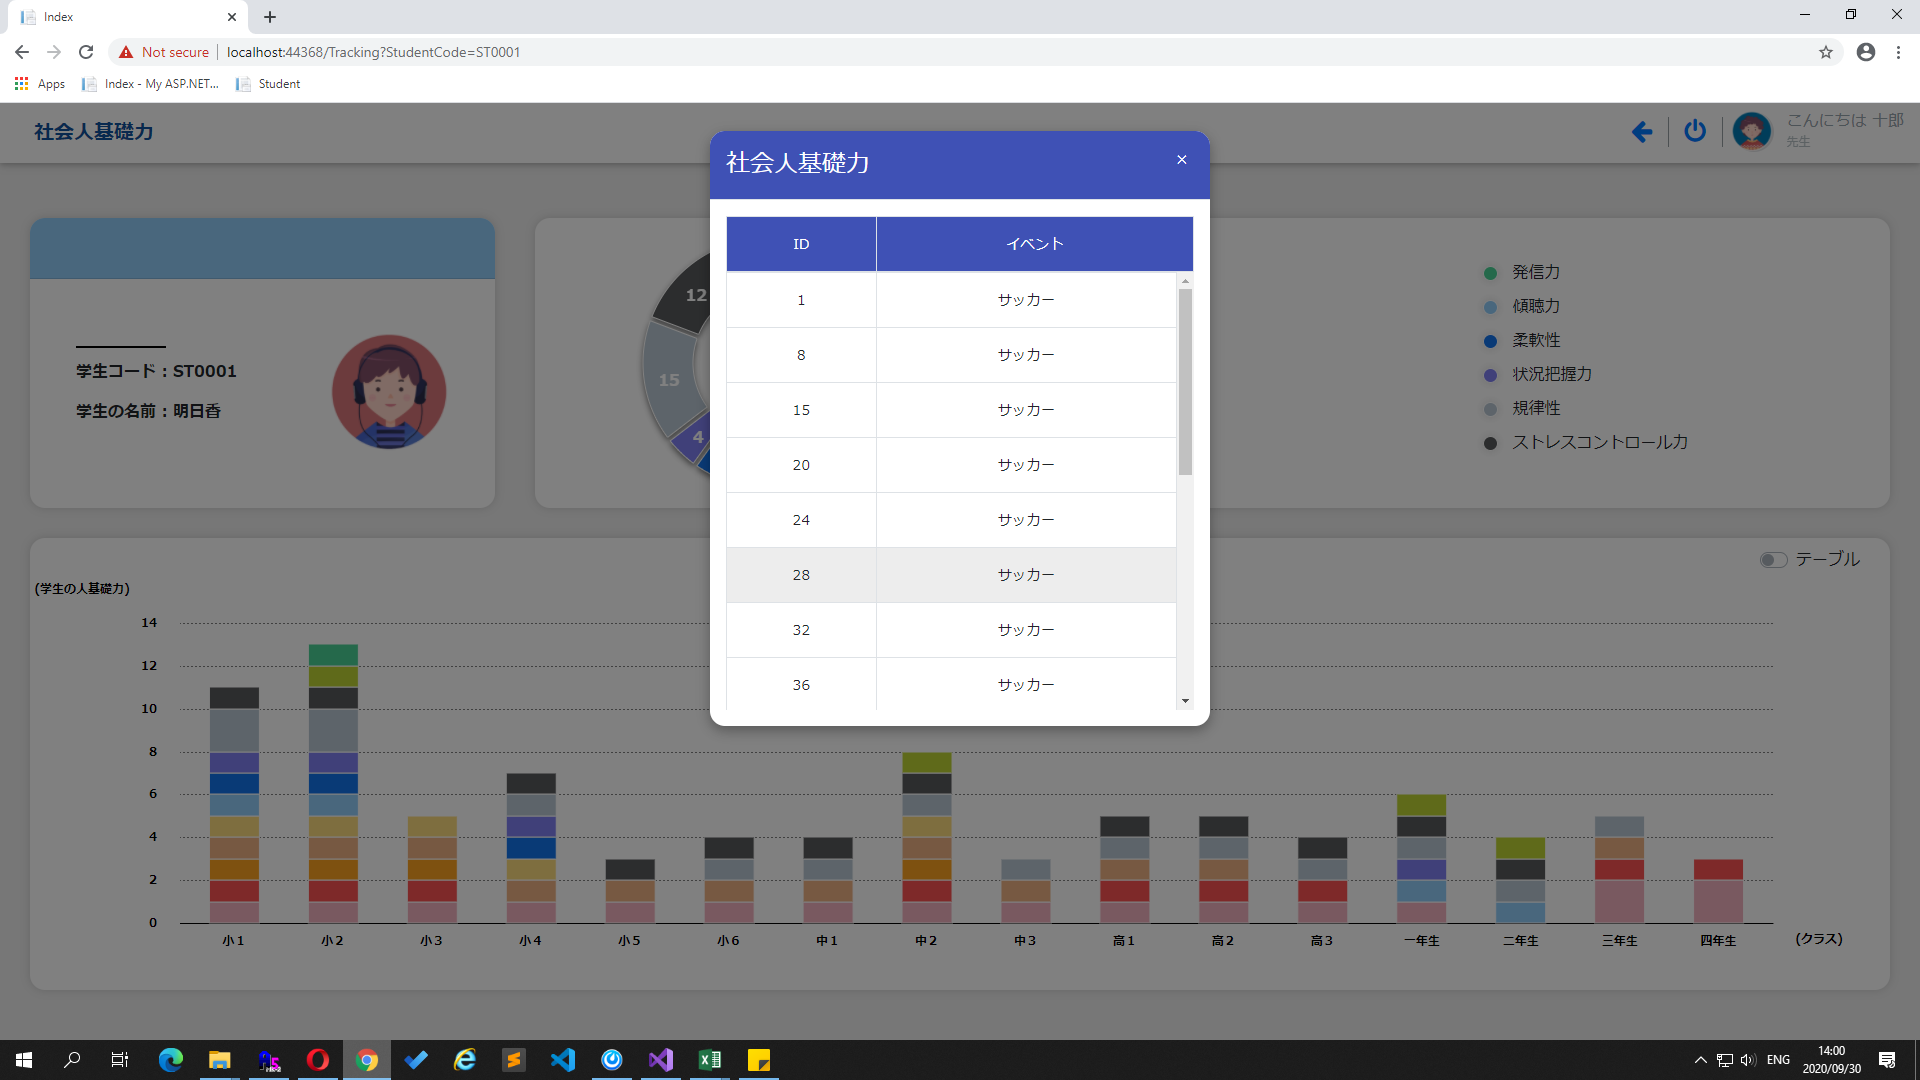 Index
Not secure
localhost:44368/Tracking?StudentCode=ST0001
Apps
Index - My ASP.NET...
Student
社会人基礎力
こんにちは 十郎
先生
社会人基礎力
ID イベント
1 サッカー
8 サッカー
15 サッカー
20 サッカー
24 サッカー
28 サッカー
32 サッカー
36 サッカー
学生コード : ST0001
学生の名前 : 明日香
12
15
4
発信力
傾聴力
柔軟性
状況把握力
規律性
ストレスコントロール力
テーブル
(学生の人基礎力)
14
12
10
8
6
4
2
0
小1 小2 小3 小4 小5 小6 中1 中2 中3 高1 高2 高3 一年生 二年生 三年生 四年生
(クラス)
ENG
14:00
2020/09/30